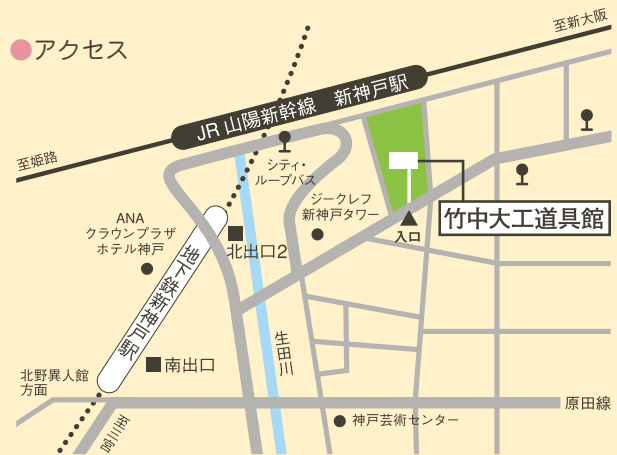 アクセス
至新大阪
JR 山陽新幹線　新神戸駅
至姫路
シティ・
ループバス
ジークレフ
新神戸タワー
竹中大工道具館
入口
ANA
クラウンプラザ
ホテル神戸
北出口2
地下鉄新神戸駅
生田川
南出口
北野異人館
方面
原田線
神戸芸術センター
至三宮